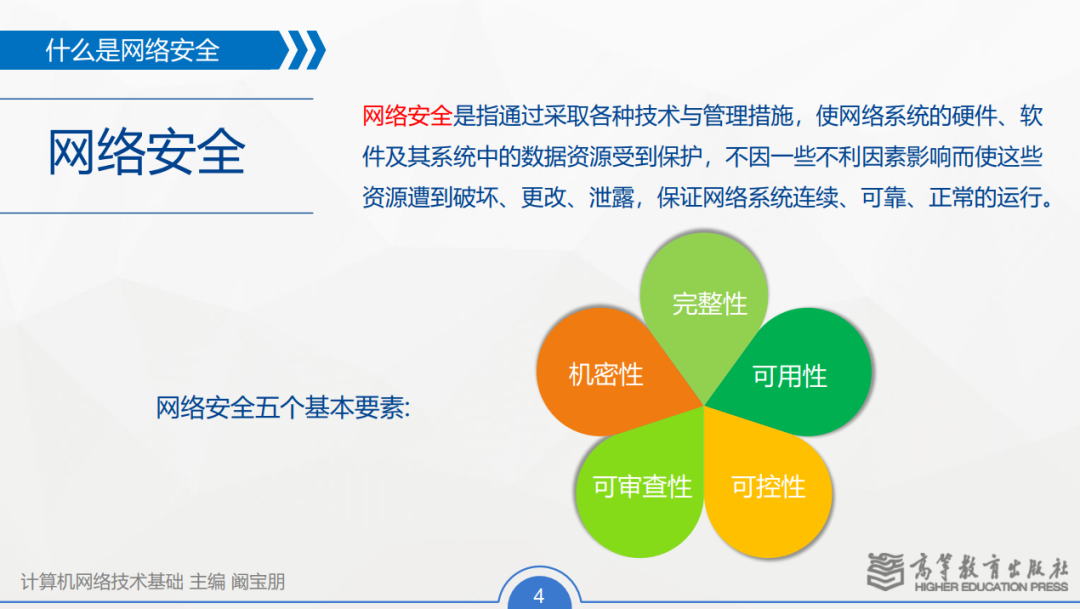 什么是网络安全
网络安全
网络安全是指通过采取各种技术与管理措施，使网络系统的硬件、软
件及其系统中的数据资源受到保护，不因一些不利因素影响而使这些
资源遭到破坏、更改、泄露，保证网络系统连续、可靠、正常的运行。
网络安全五个基本要素:
完整性
机密性
可用性
可审查性
可控性
计算机网络技术基础 主编 阚宝朋
4
高等教育出版社
HIGHER EDUCATION PRESS